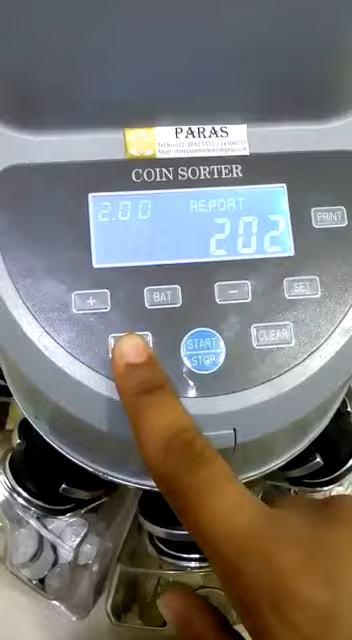 PARAS
COIN SORTER
2.00 REPORT
202
PRINT
+ BAT - SET
START
STOP
CLEAR